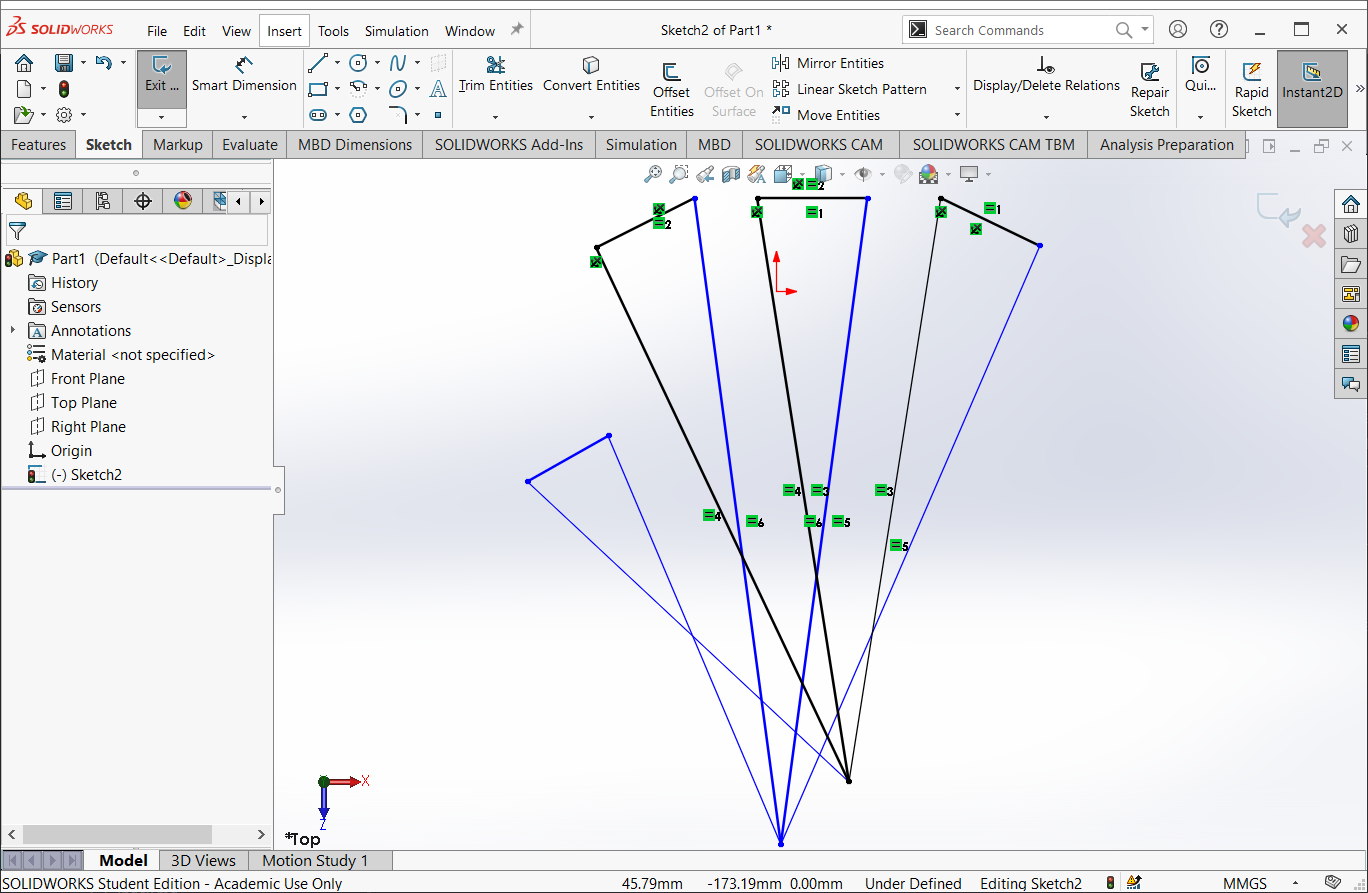 SOLIDWORKS File Edit View Insert Tools Simulation Window Sketch2 of Part1 * Search Commands
Exit ... Smart Dimension Trim Entities Convert Entities Offset Entities Offset On Surface Mirror Entities Linear Sketch Pattern Move Entities Display/Delete Relations Repair Sketch Qui... Rapid Sketch Instant2D
Features Sketch Markup Evaluate MBD Dimensions SOLIDWORKS Add-Ins Simulation MBD SOLIDWORKS CAM SOLIDWORKS CAM TBM Analysis Preparation
Part1 (Default<<Default>_Displa
History
Sensors
Annotations
Material <not specified>
Front Plane
Top Plane
Right Plane
Origin
(-) Sketch2
2
2 1 1
4 3 3
4 6 6 5
5
X
Z
*Top
Model 3D Views Motion Study 1
SOLIDWORKS Student Edition - Academic Use Only 45.79mm -173.19mm 0.00mm Under Defined Editing Sketch2 MMGS